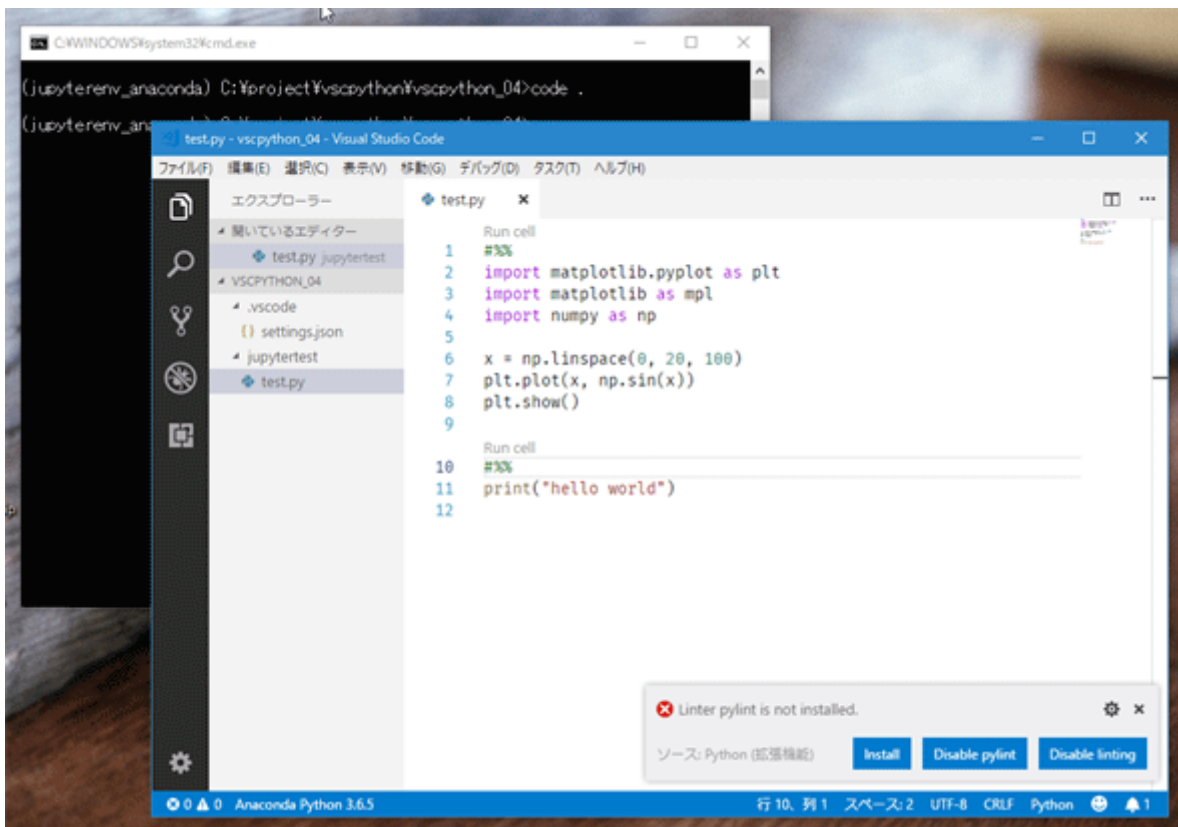 C:¥WINDOWS¥system32¥cmd.exe
(jupyterenv_anaconda) C:¥project¥vscpython¥vscpython_04>code .
(jupyterenv_ana
test.py - vscpython_04 - Visual Studio Code
ファイル(F) 編集(E) 選択(C) 表示(V) 移動(G) デバッグ(D) タスク(T) ヘルプ(H)
エクスプローラー
test.py
開いているエディター
test.py jupytertest
VSCPYTHON_04
.vscode
{} settings.json
jupytertest
test.py
Run cell
1 #%%
2 import matplotlib.pyplot as plt
3 import matplotlib as mpl
4 import numpy as np
5
6 x = np.linspace(0, 20, 100)
7 plt.plot(x, np.sin(x))
8 plt.show()
9
Run cell
10 #%%
11 print("hello world")
12
Linter pylint is not installed.
ソース: Python (拡張機能) Install Disable pylint Disable linting
0 0 Anaconda Python 3.6.5 行 10、列 1 スペース: 2 UTF-8 CRLF Python 1